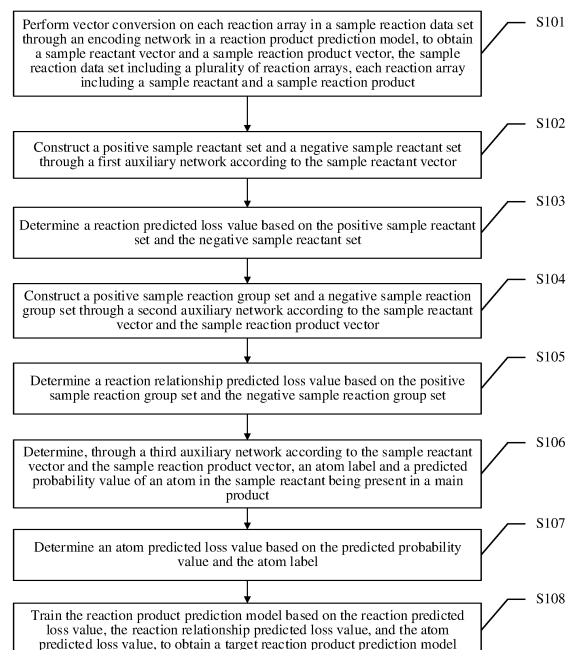 Perform vector conversion on each reaction array in a sample reaction data set
through an encoding network in a reaction product prediction model, to obtain
a sample reactant vector and a sample reaction product vector, the sample
reaction data set including a plurality of reaction arrays, each reaction array
including a sample reactant and a sample reaction product
S101
Construct a positive sample reactant set and a negative sample reactant set
through a first auxiliary network according to the sample reactant vector
S102
Determine a reaction predicted loss value based on the positive sample reactant
set and the negative sample reactant set
S103
Construct a positive sample reaction group set and a negative sample reaction
group set through a second auxiliary network according to the sample reactant
vector and the sample reaction product vector
S104
Determine a reaction relationship predicted loss value based on the positive
sample reaction group set and the negative sample reaction group set
S105
Determine, through a third auxiliary network according to the sample reactant
vector and the sample reaction product vector, an atom label and a predicted
probability value of an atom in the sample reactant being present in a main
product
S106
Determine an atom predicted loss value based on the predicted probability
value and the atom label
S107
Train the reaction product prediction model based on the reaction predicted
loss value, the reaction relationship predicted loss value, and the atom
predicted loss value, to obtain a target reaction product prediction model
S108